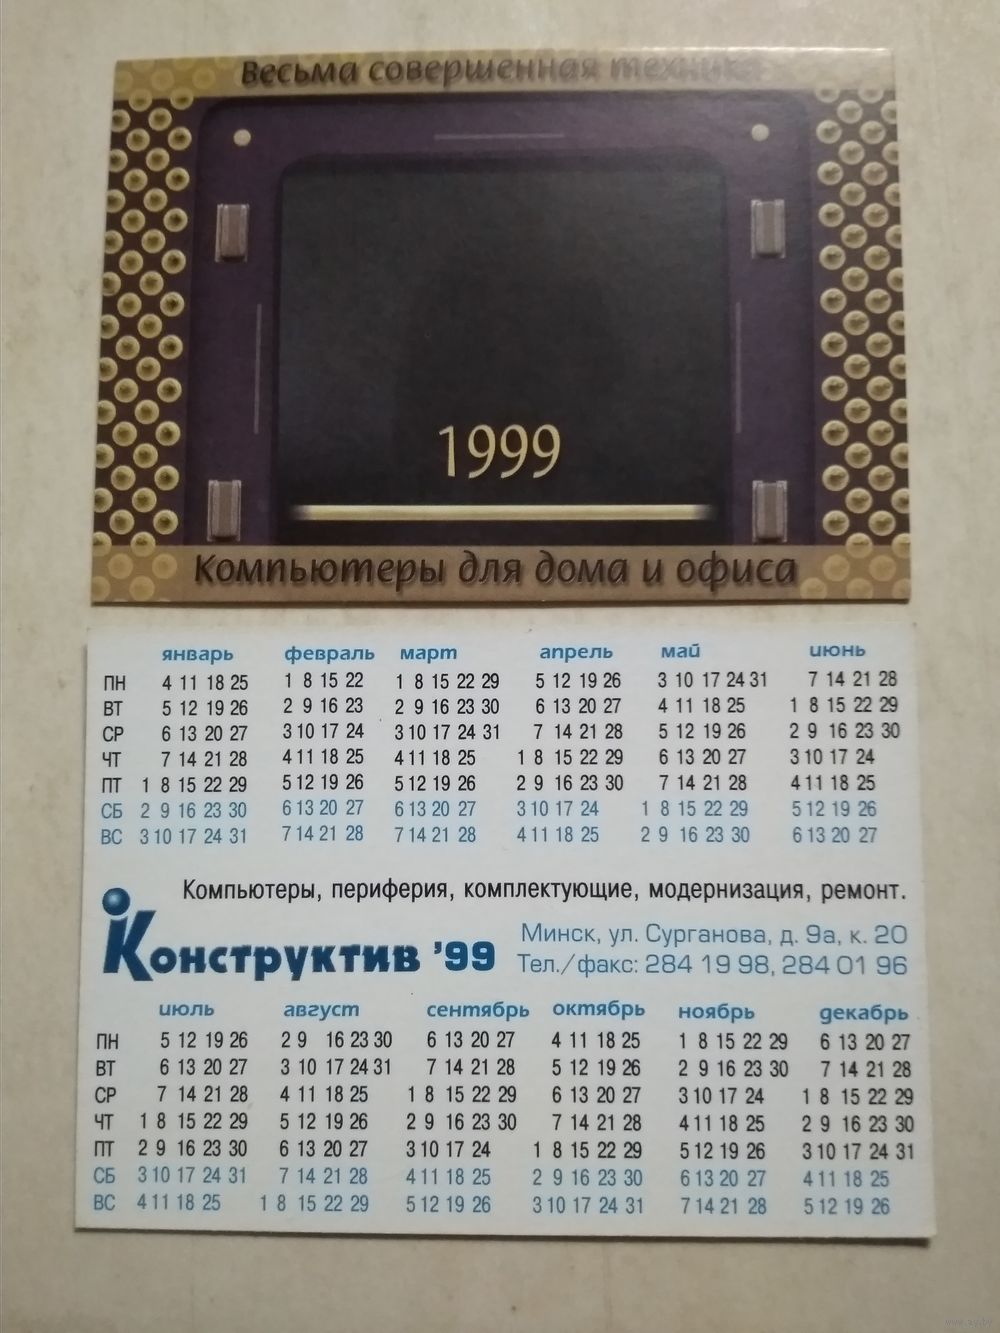 Весьма совершенная техника
1999
Компьютеры для дома и офиса
январь февраль март апрель май июнь
ПН 4 11 18 25 1 8 15 22 1 8 15 22 29 5 12 19 26 3 10 17 24 31 7 14 21 28
ВТ 5 12 19 26 2 9 16 23 2 9 16 23 30 6 13 20 27 4 11 18 25 1 8 15 22 29
СР 6 13 20 27 3 10 17 24 3 10 17 24 31 7 14 21 28 5 12 19 26 2 9 16 23 30
ЧТ 7 14 21 28 4 11 18 25 4 11 18 25 1 8 15 22 29 6 13 20 27 3 10 17 24
ПТ 1 8 15 22 29 5 12 19 26 5 12 19 26 2 9 16 23 30 7 14 21 28 4 11 18 25
СБ 2 9 16 23 30 6 13 20 27 6 13 20 27 3 10 17 24 1 8 15 22 29 5 12 19 26
ВС 3 10 17 24 31 7 14 21 28 7 14 21 28 4 11 18 25 2 9 16 23 30 6 13 20 27
Компьютеры, периферия, комплектующие, модернизация, ремонт.
Конструктив '99
Минск, ул. Сурганова, д. 9а, к. 20
Тел./факс: 284 19 98, 284 01 96
июль август сентябрь октябрь ноябрь декабрь
ПН 5 12 19 26 2 9 16 23 30 6 13 20 27 4 11 18 25 1 8 15 22 29 6 13 20 27
ВТ 6 13 20 27 3 10 17 24 31 7 14 21 28 5 12 19 26 2 9 16 23 30 7 14 21 28
СР 7 14 21 28 4 11 18 25 1 8 15 22 29 6 13 20 27 3 10 17 24 1 8 15 22 29
ЧТ 1 8 15 22 29 5 12 19 26 2 9 16 23 30 7 14 21 28 4 11 18 25 2 9 16 23 30
ПТ 2 9 16 23 30 6 13 20 27 3 10 17 24 1 8 15 22 29 5 12 19 26 3 10 17 24 31
СБ 3 10 17 24 31 7 14 21 28 4 11 18 25 2 9 16 23 30 6 13 20 27 4 11 18 25
ВС 4 11 18 25 1 8 15 22 29 5 12 19 26 3 10 17 24 31 7 14 21 28 5 12 19 26
www.ay.by